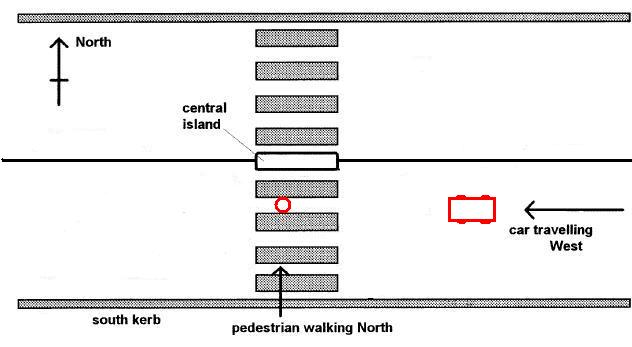 North
central
island
car travelling
West
south kerb
pedestrian walking North